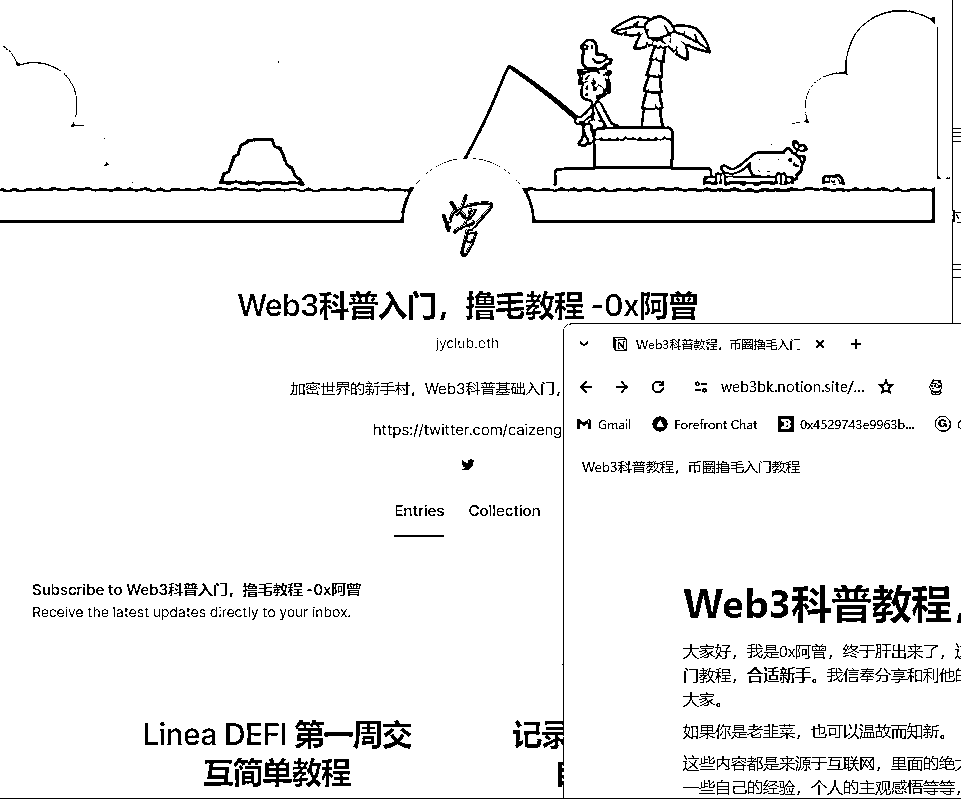 曾
Web3科普入门，撸毛教程 -0x阿曾
jyclub.eth
加密世界的新手村，Web3科普基础入门，
https://twitter.com/caizeng
Entries Collection
Subscribe to Web3科普入门，撸毛教程 -0x阿曾
Receive the latest updates directly to your inbox.
Linea DEFI 第一周交
互简单教程
记录
Web3科普教程，币圈撸毛入门
web3bk.notion.site/...
Gmail Forefront Chat 0x4529743e9963b...
Web3科普教程，币圈撸毛入门教程
Web3科普教程，
大家好，我是0x阿曾，终于肝出来了，这
门教程，合适新手。我信奉分享和利他的
大家。
如果你是老韭菜，也可以温故而知新。
这些内容都是来源于互联网，里面的绝大
一些自己的经验，个人的主观感悟等等，